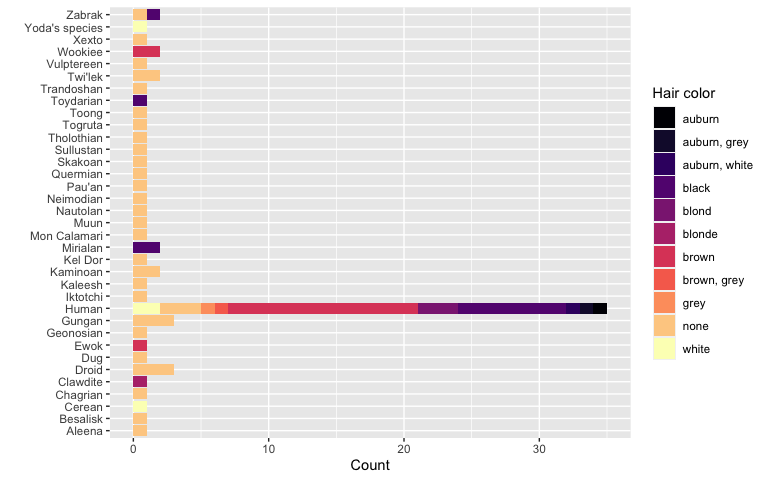 Zabrak
Yoda's species
Xexto
Wookiee
Vulptereen
Twi'lek
Trandoshan
Toydarian
Toong
Togruta
Tholothian
Sullustan
Skakoan
Quermian
Pau'an
Neimodian
Nautolan
Muun
Mon Calamari
Mirialan
Kel Dor
Kaminoan
Kaleesh
Iktotchi
Human
Gungan
Geonosian
Ewok
Dug
Droid
Clawdite
Chagrian
Cerean
Besalisk
Aleena
0 10 20 30
Count
Hair color
auburn
auburn, grey
auburn, white
black
blond
blonde
brown
brown, grey
grey
none
white